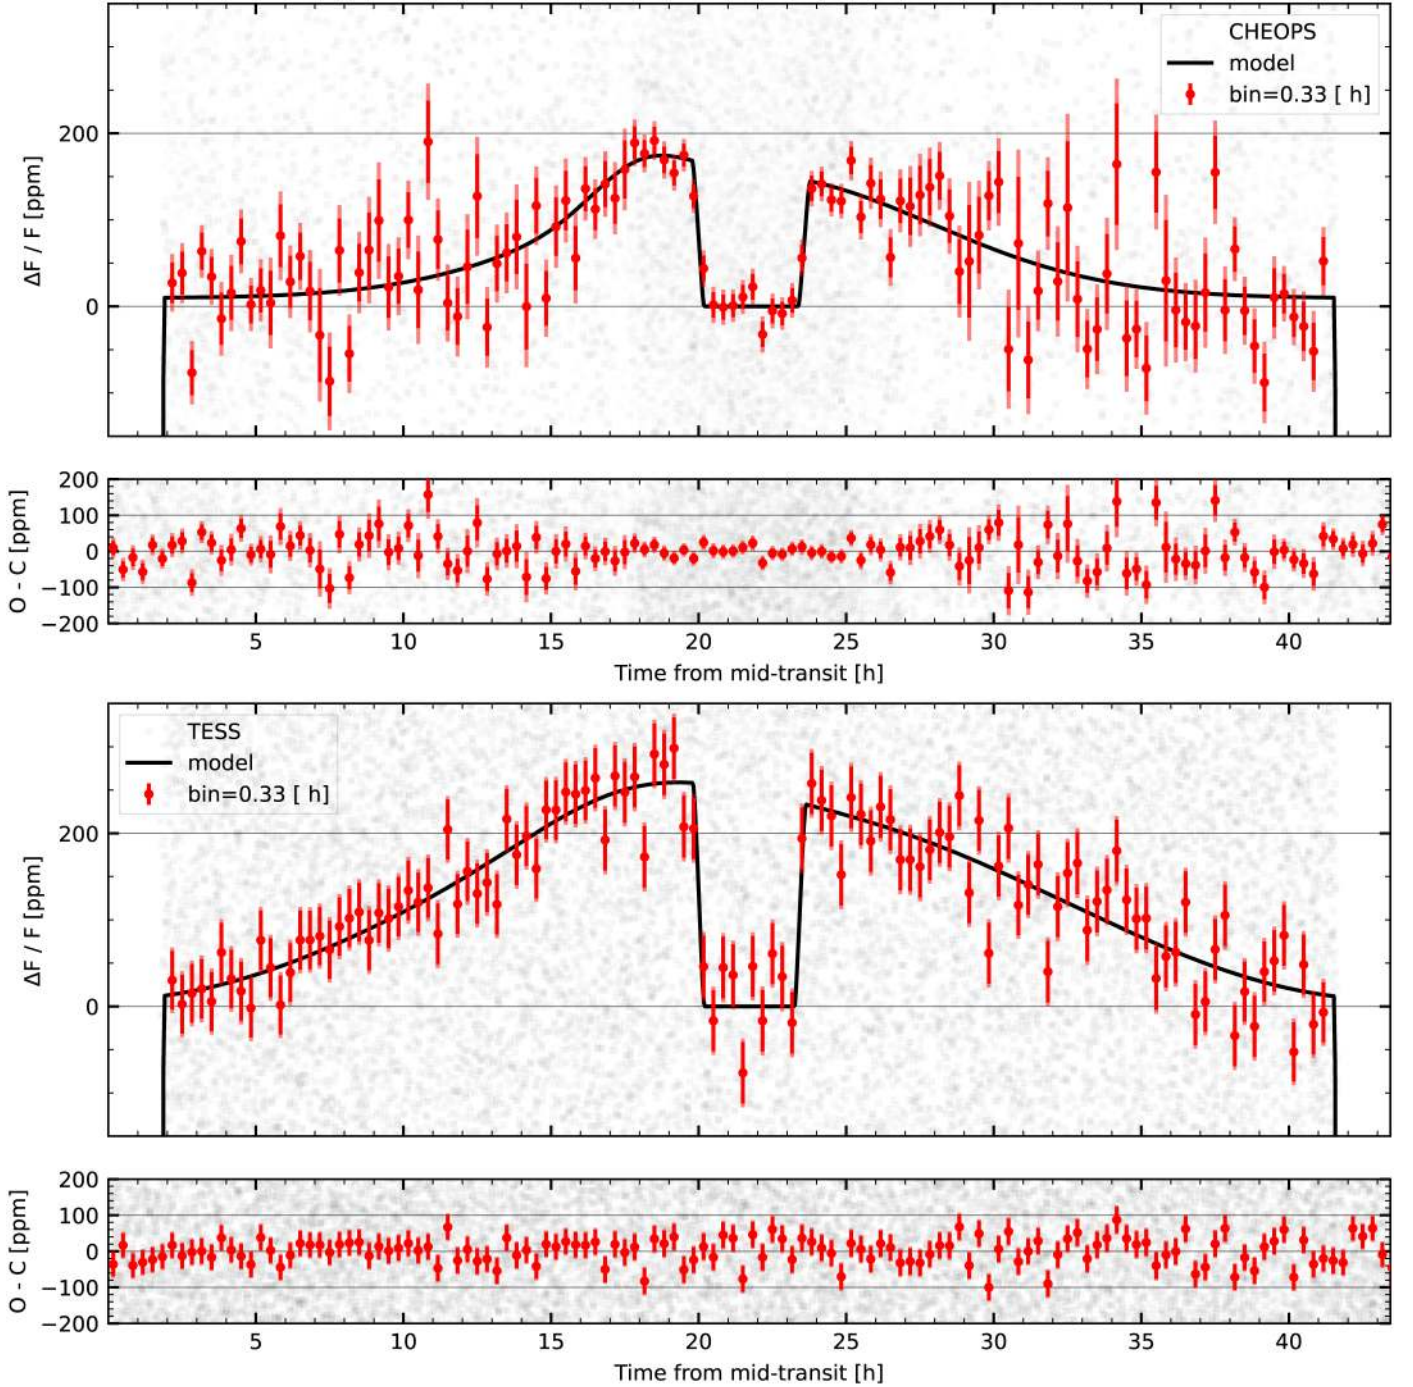 CHEOPS
model
bin=0.33 [ h]
ΔF / F [ppm]
200
0
O - C [ppm]
200
100
0
−100
−200
5 10 15 20 25 30 35 40
Time from mid-transit [h]
TESS
model
bin=0.33 [ h]
ΔF / F [ppm]
200
0
O - C [ppm]
200
100
0
−100
−200
5 10 15 20 25 30 35 40
Time from mid-transit [h]